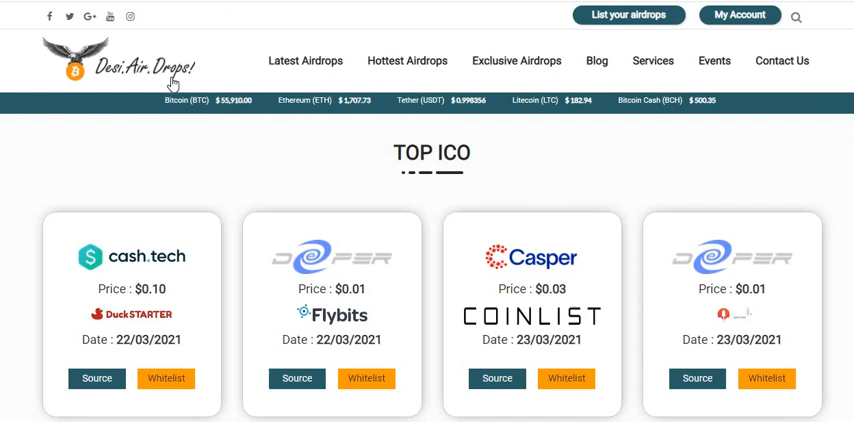 List your airdrops My Account
Desi.Air.Drops!
Latest Airdrops Hottest Airdrops Exclusive Airdrops Blog Services Events Contact Us
Bitcoin (BTC) $ 55,910.00 Ethereum (ETH) $ 1,707.73 Tether (USDT) $ 0.998356 Litecoin (LTC) $ 182.94 Bitcoin Cash (BCH) $ 500.35
TOP ICO
cash.tech DEPER Casper DEPER
Price : $0.10 Price : $0.01 Price : $0.03 Price : $0.01
DuckSTARTER Flybits COINLIST
Date : 22/03/2021 Date : 22/03/2021 Date : 23/03/2021 Date : 23/03/2021
Source Whitelist Source Whitelist Source Whitelist Source Whitelist